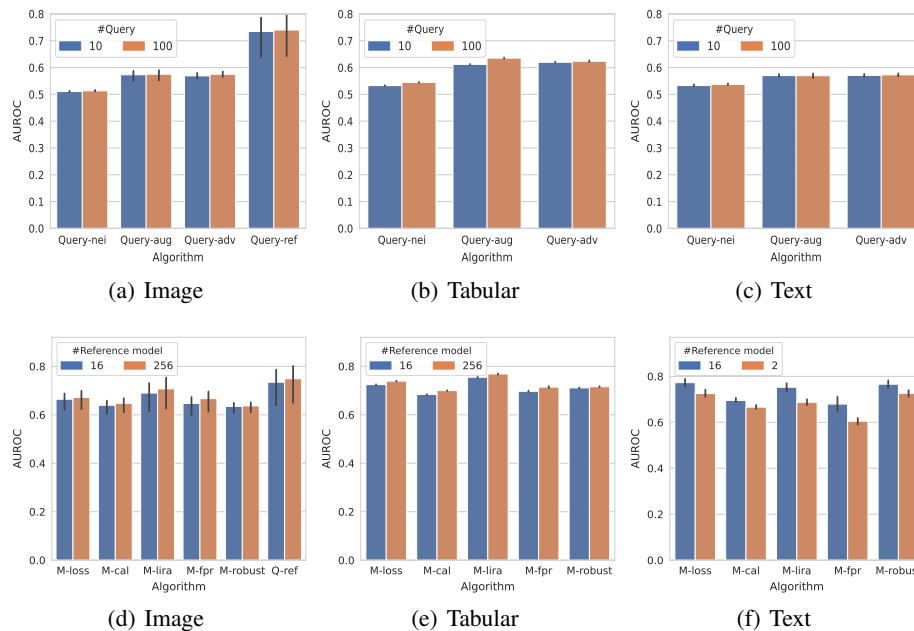 #Query
10 100
AUROC
0.8
0.7
0.6
0.5
0.4
0.3
0.2
0.1
0.0
Query-nei Query-aug Query-adv Query-ref
Algorithm
(a) Image
#Query
10 100
AUROC
0.8
0.7
0.6
0.5
0.4
0.3
0.2
0.1
0.0
Query-nei Query-aug Query-adv
Algorithm
(b) Tabular
#Query
10 100
AUROC
0.8
0.7
0.6
0.5
0.4
0.3
0.2
0.1
0.0
Query-nei Query-aug Query-adv
Algorithm
(c) Text
#Reference model
16 256
AUROC
0.8
0.6
0.4
0.2
0.0
M-loss M-cal M-lira M-fpr M-robust Q-ref
Algorithm
(d) Image
#Reference model
16 256
AUROC
0.8
0.6
0.4
0.2
0.0
M-loss M-cal M-lira M-fpr M-robust
Algorithm
(e) Tabular
#Reference model
16 2
AUROC
0.8
0.6
0.4
0.2
0.0
M-loss M-cal M-lira M-fpr M-robust
Algorithm
(f) Text